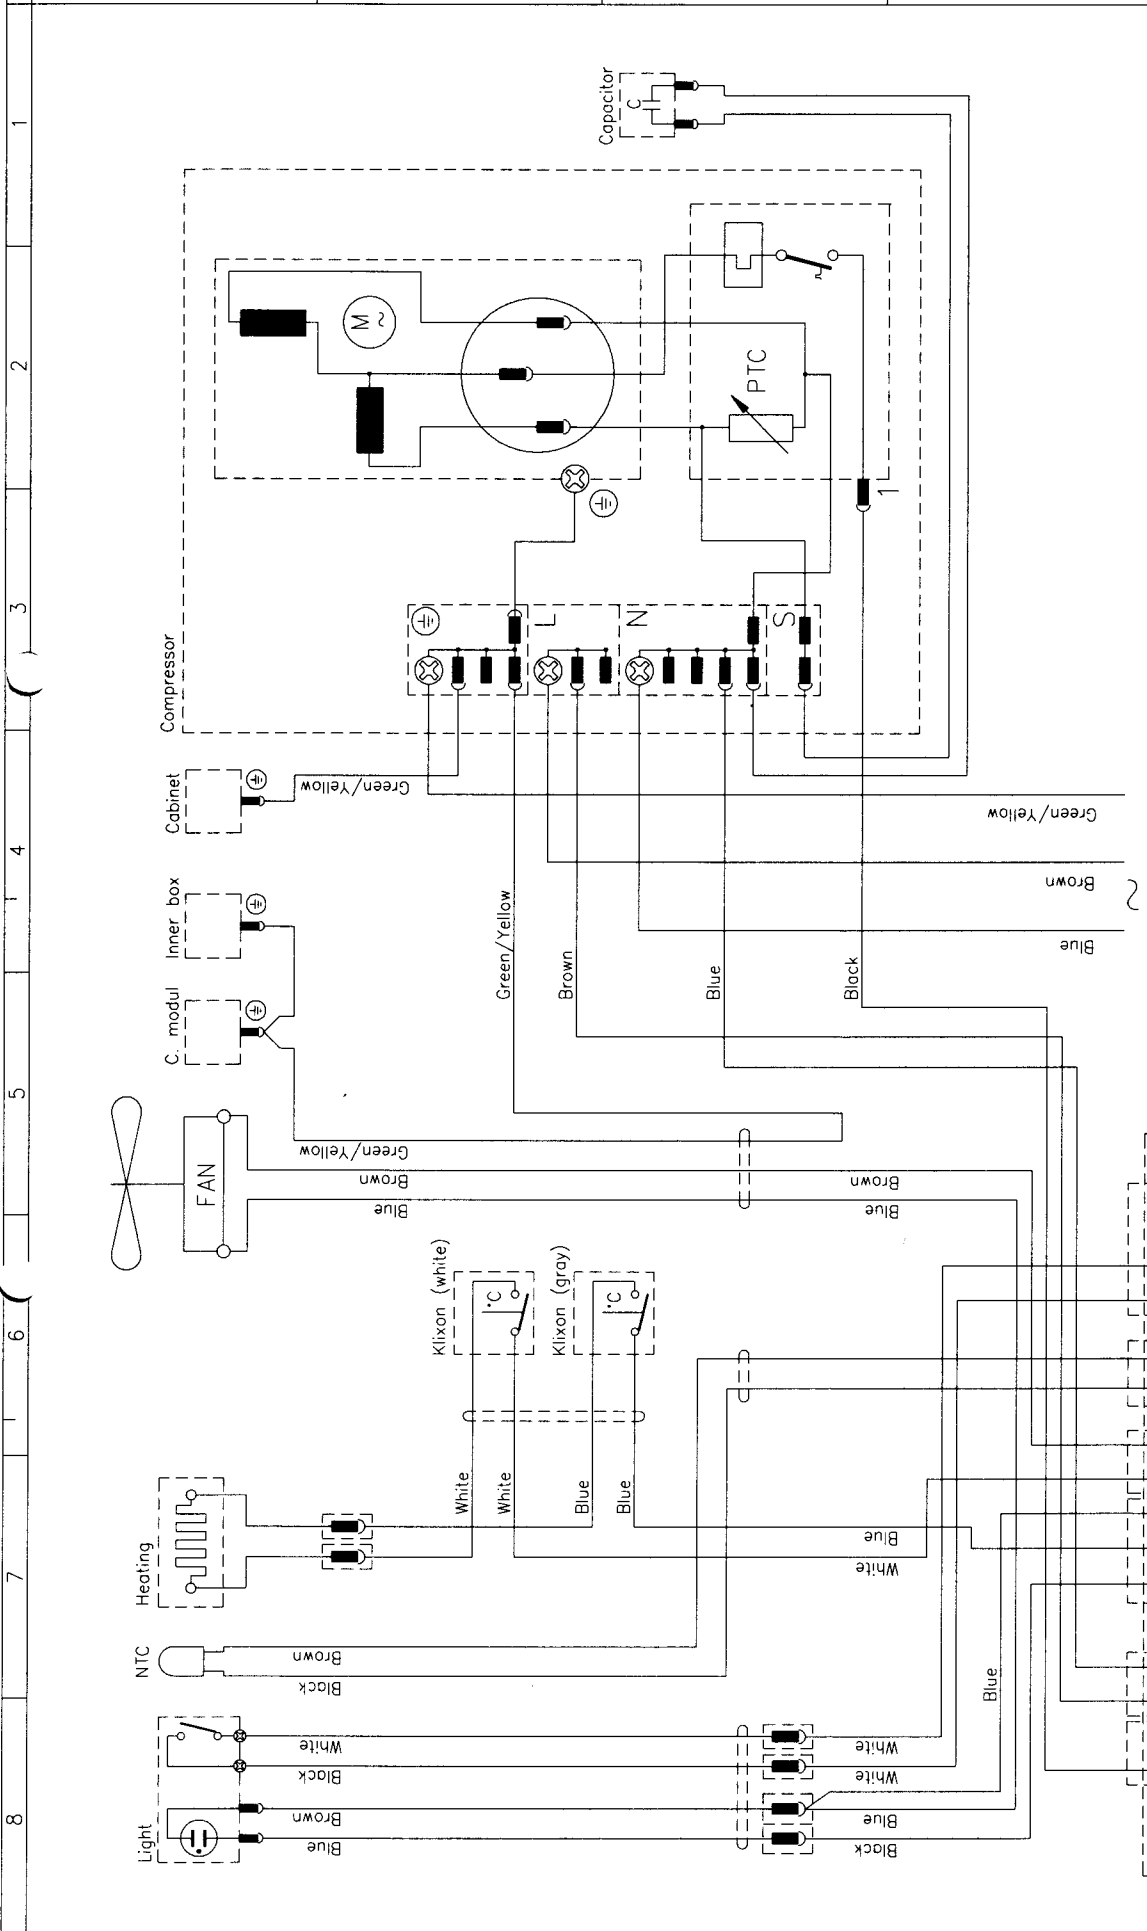 1
2
3
4
5
6
7
8
Capacitor
C
M
~
PTC
1
Compressor
L
N
S
Cabinet
Green/Yellow
Green/Yellow
Inner box
Brown
Blue
~
C. modul
Green/Yellow
Brown
Blue
Black
FAN
Green/Yellow
Brown
Blue
Brown
Blue
Klixon (white)
°C
Klixon (gray)
°C
White
White
Blue
Blue
Heating
Blue
White
NTC
Brown
Black
Blue
Light
White
Black
Brown
Blue
White
White
Blue
Black